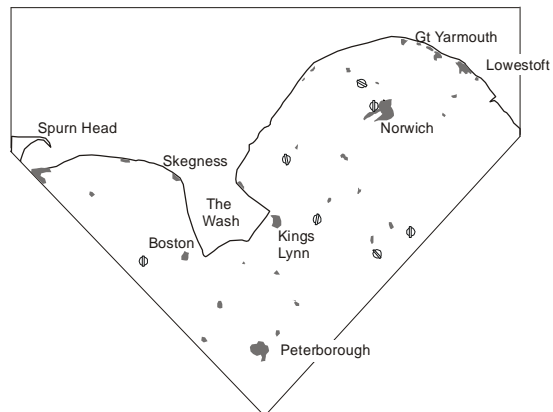 Gt Yarmouth
Lowestoft
Norwich
Spurn Head
Skegness
The
Wash
Boston
Kings
Lynn
Peterborough